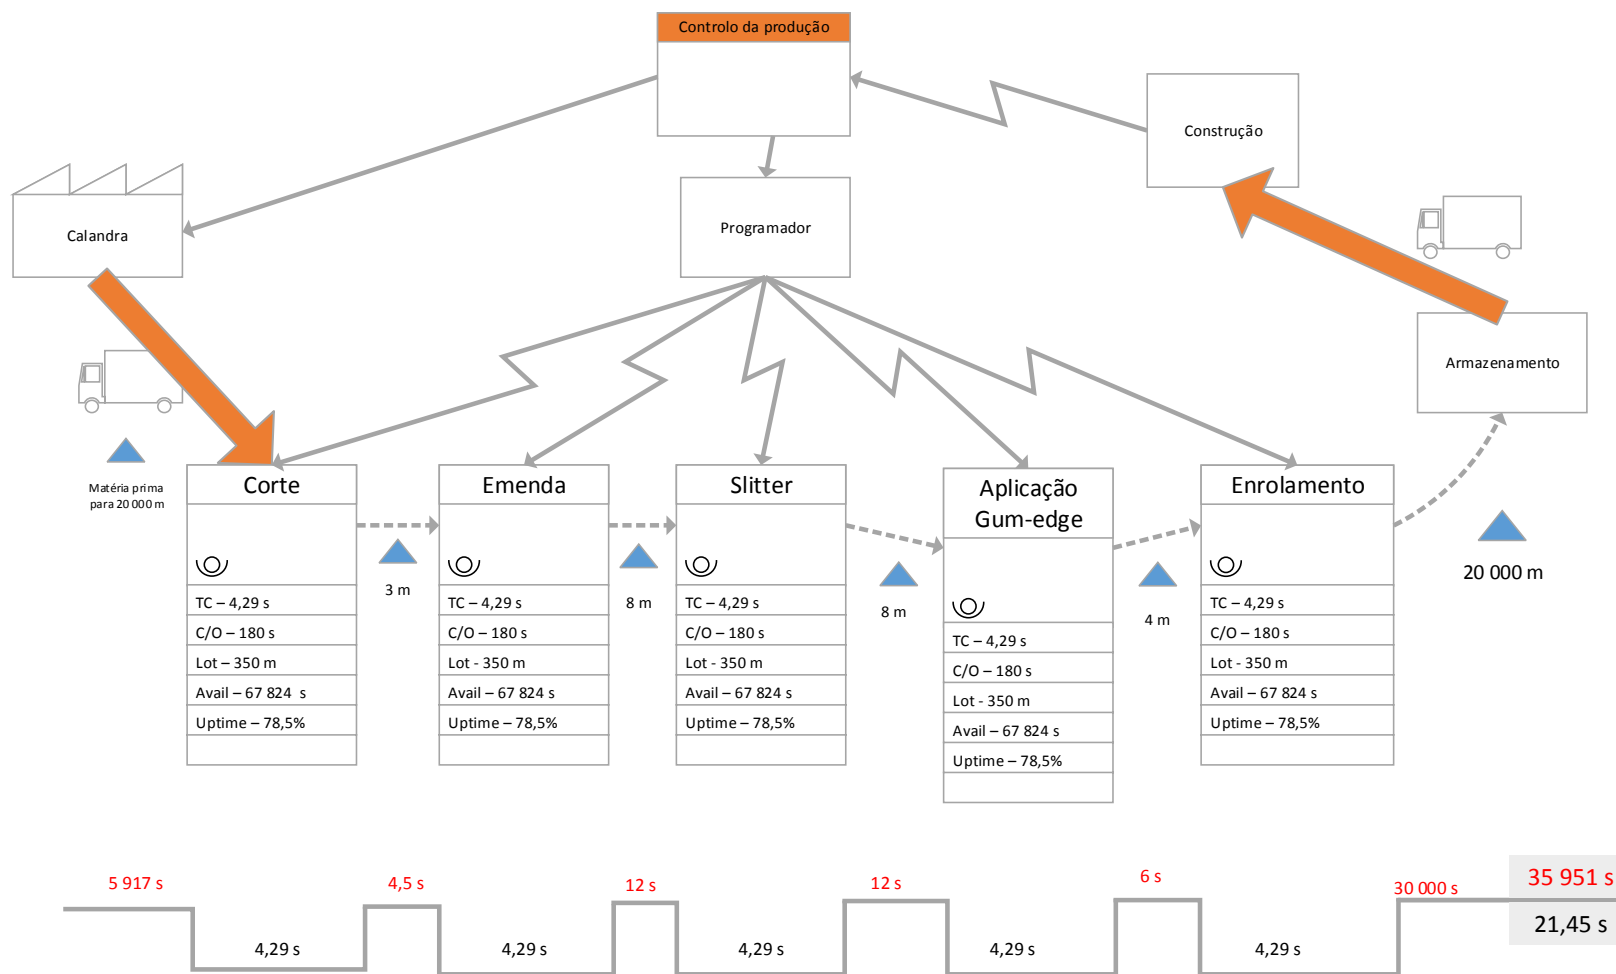 Controlo da produção
Construção
Calandra
Programador
Armazenamento
Matéria prima
para 20 000 m
Corte
TC – 4,29 s
C/O – 180 s
Lot – 350 m
Avail – 67 824  s
Uptime – 78,5%
3 m
Emenda
TC – 4,29 s
C/O – 180 s
Lot - 350 m
Avail – 67 824 s
Uptime – 78,5%
8 m
Slitter
TC – 4,29 s
C/O – 180 s
Lot - 350 m
Avail – 67 824 s
Uptime – 78,5%
8 m
Aplicação
Gum-edge
TC – 4,29 s
C/O – 180 s
Lot - 350 m
Avail – 67 824 s
Uptime – 78,5%
4 m
Enrolamento
TC – 4,29 s
C/O – 180 s
Lot - 350 m
Avail – 67 824 s
Uptime – 78,5%
20 000 m
5 917 s
4,5 s
12 s
12 s
6 s
30 000 s
35 951 s
4,29 s
4,29 s
4,29 s
4,29 s
4,29 s
21,45 s